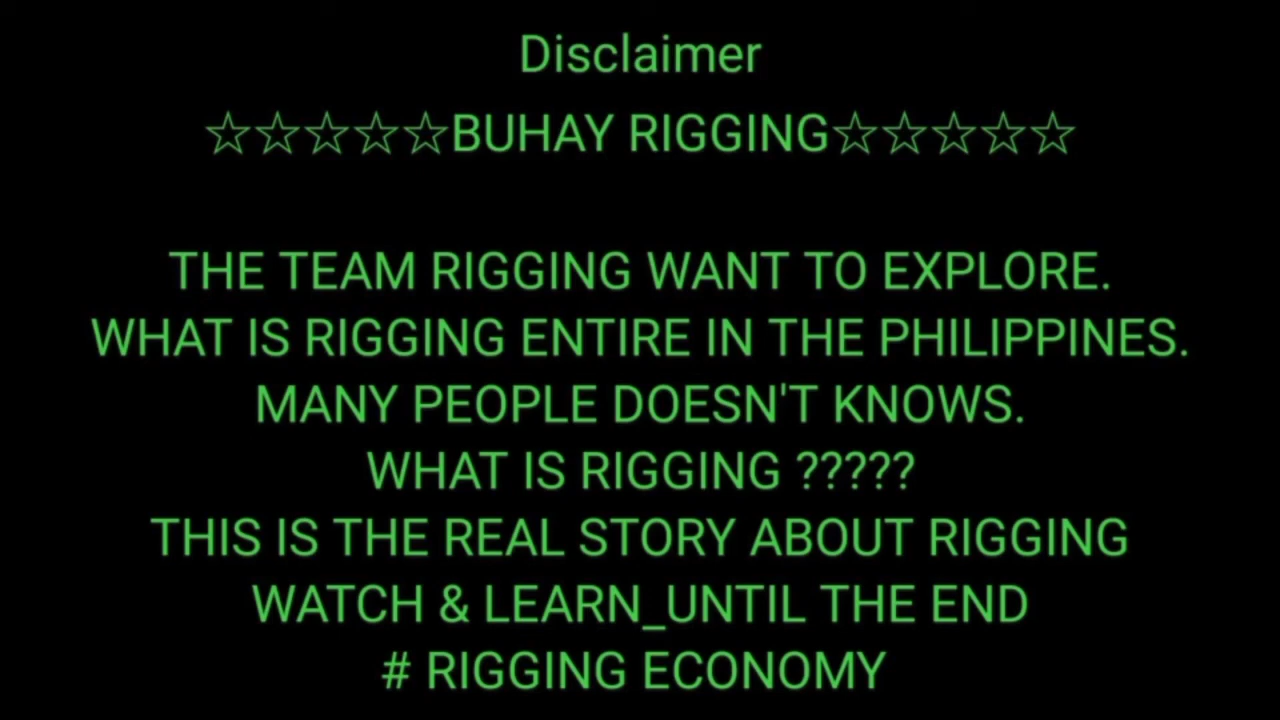 Disclaimer
☆☆☆☆☆BUHAY RIGGING☆☆☆☆☆
THE TEAM RIGGING WANT TO EXPLORE.
WHAT IS RIGGING ENTIRE IN THE PHILIPPINES.
MANY PEOPLE DOESN'T KNOWS.
WHAT IS RIGGING ?????
THIS IS THE REAL STORY ABOUT RIGGING
WATCH & LEARN_UNTIL THE END
# RIGGING ECONOMY